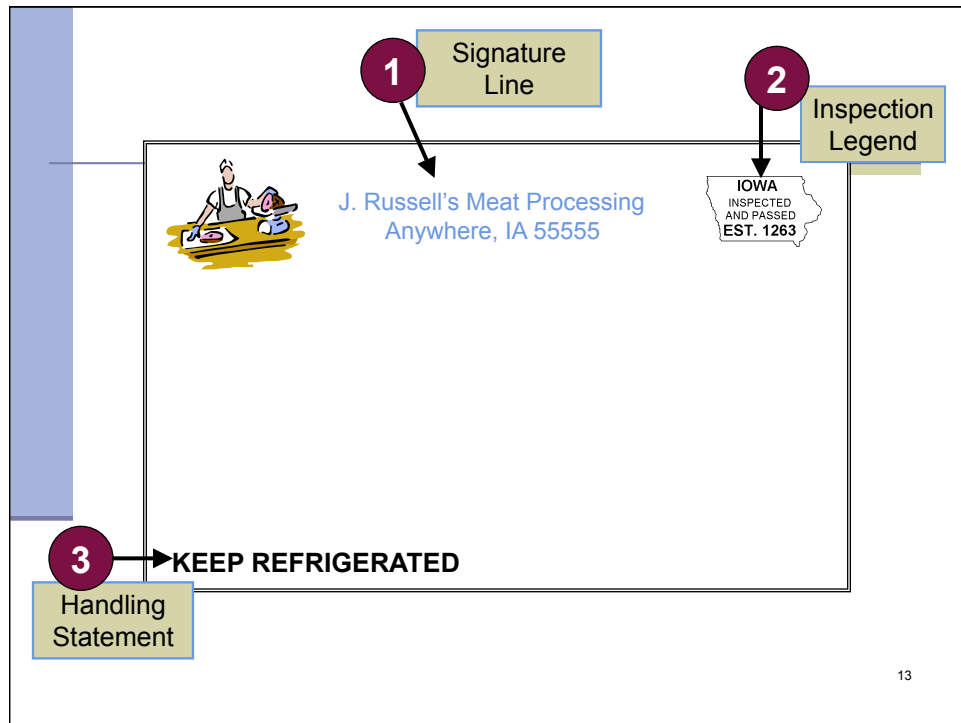 1
Signature
Line
2
Inspection
Legend
J. Russell's Meat Processing
Anywhere, IA 55555
IOWA
INSPECTED
AND PASSED
EST. 1263
3
KEEP REFRIGERATED
Handling
Statement
13